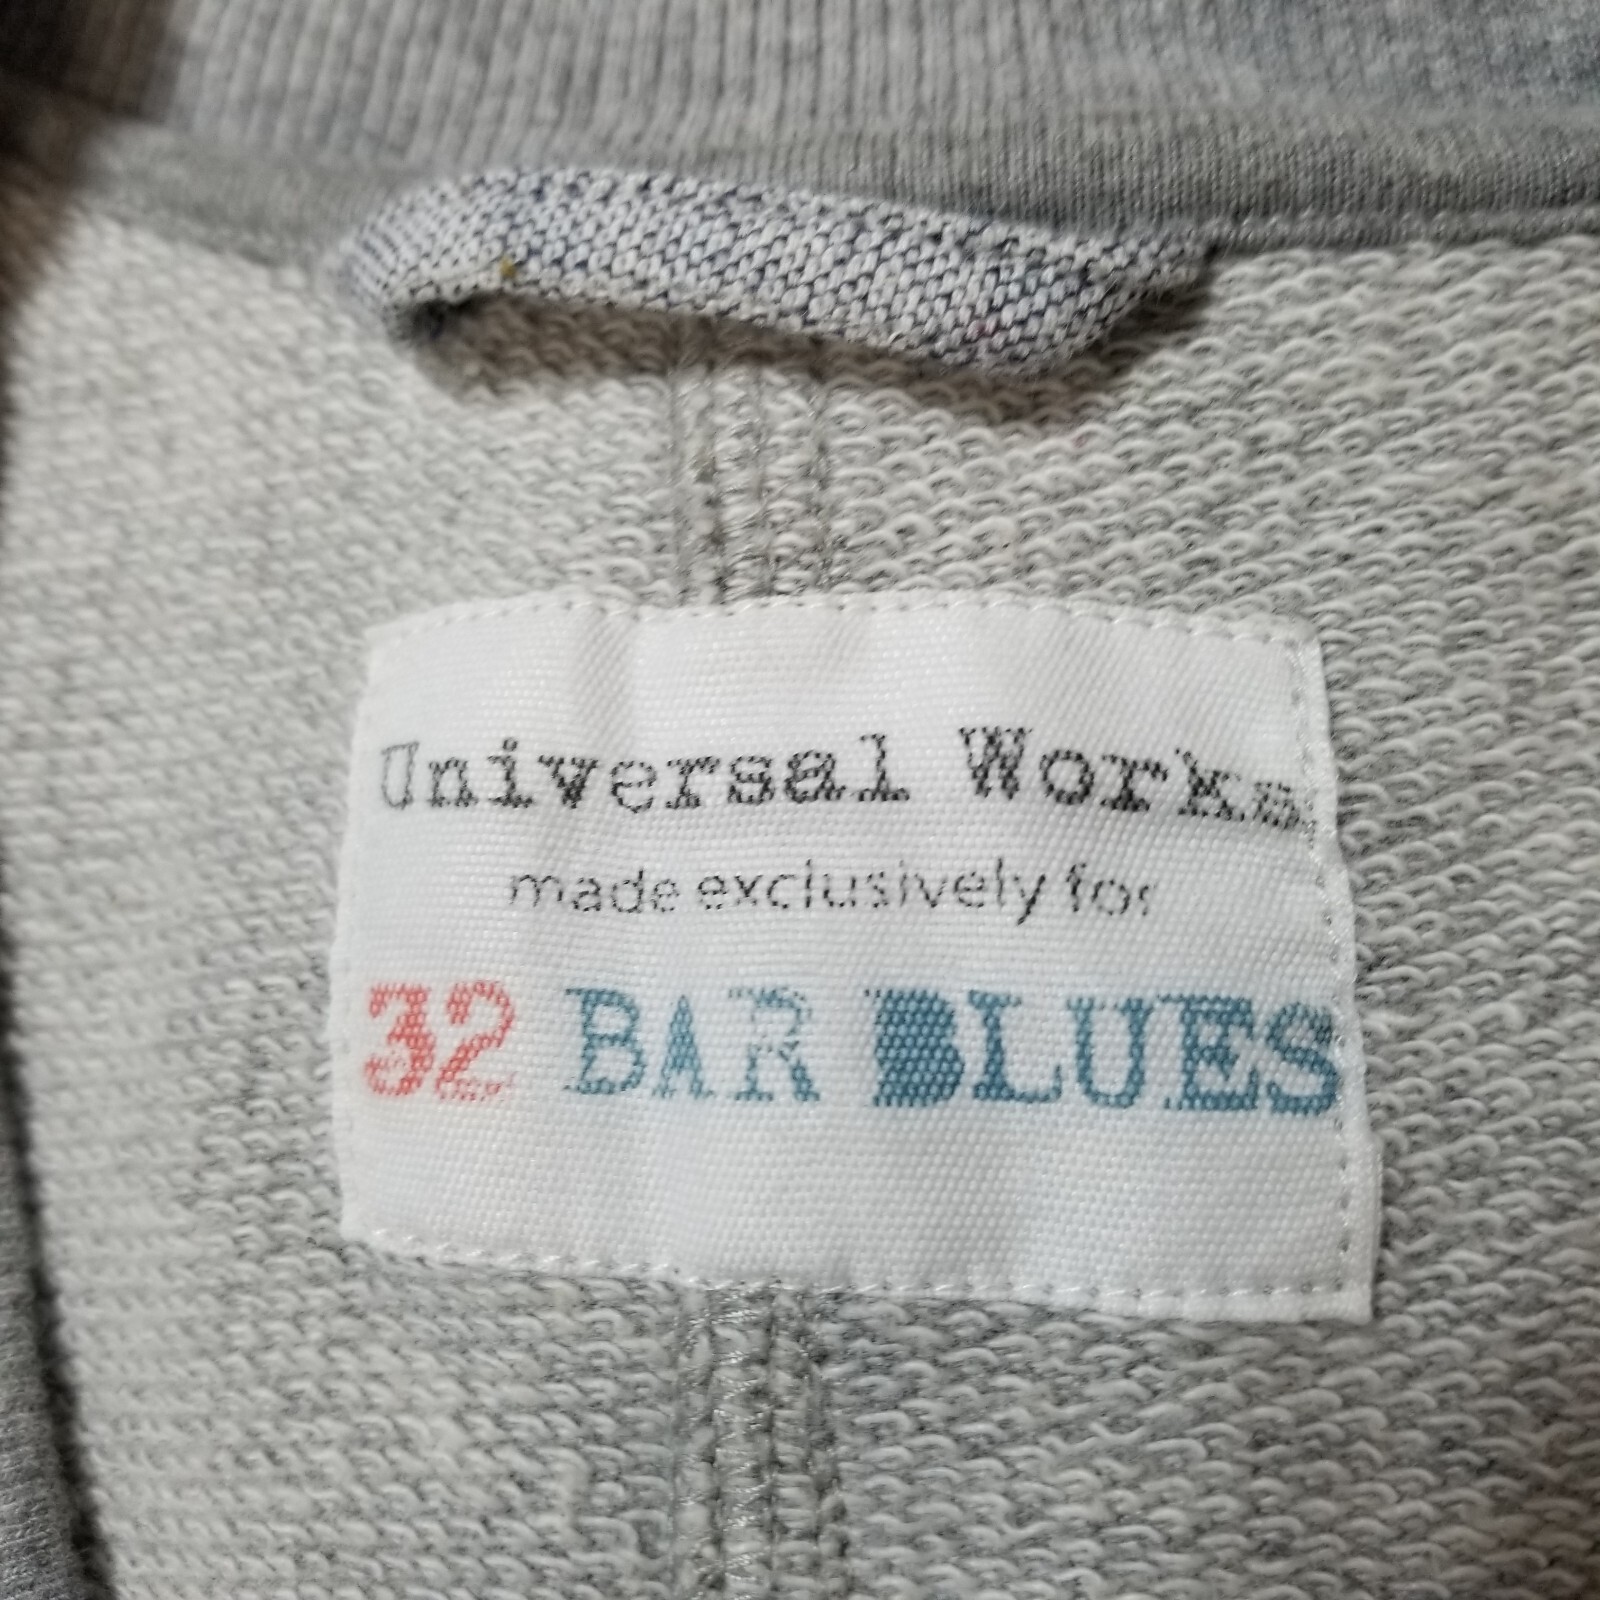 Universal Works
made exclusively for
32 BAR BLUES